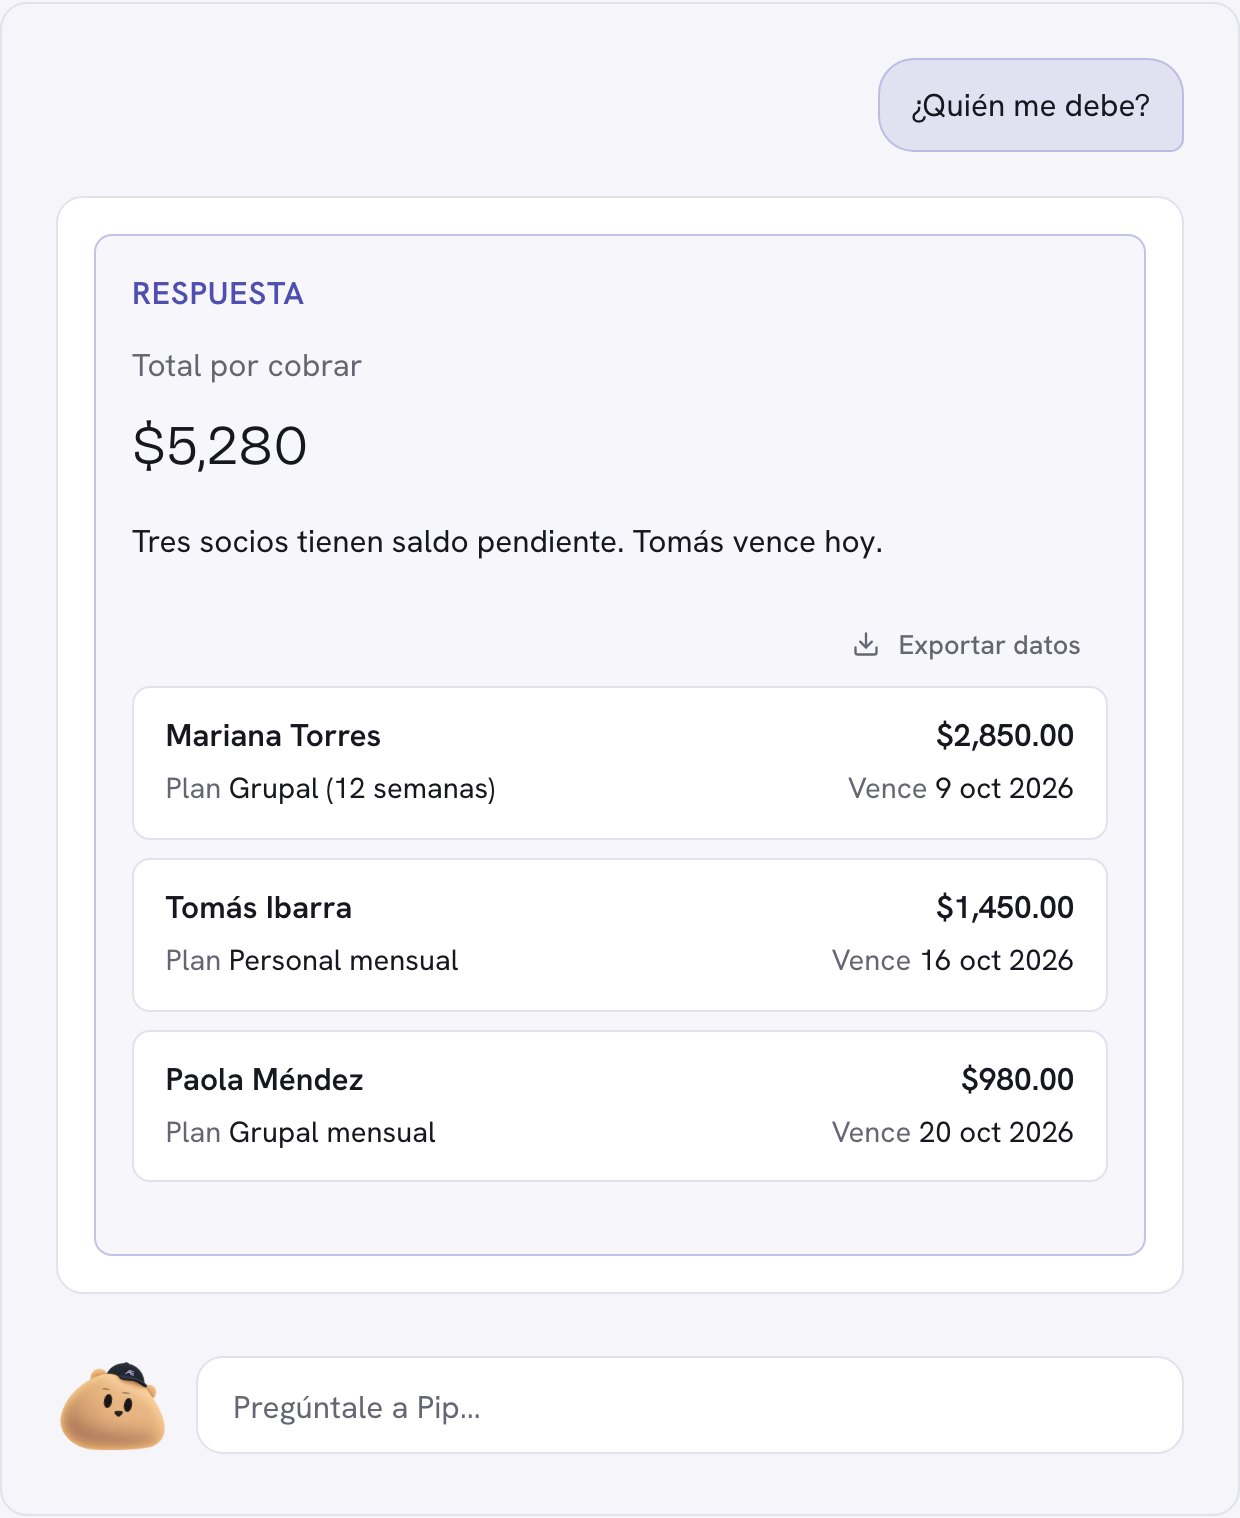 ¿Quién me debe?
RESPUESTA
Total por cobrar
$5,280
Tres socios tienen saldo pendiente. Tomás vence hoy.
Exportar datos
Mariana Torres $2,850.00
Plan Grupal (12 semanas) Vence 9 oct 2026
Tomás Ibarra $1,450.00
Plan Personal mensual Vence 16 oct 2026
Paola Méndez $980.00
Plan Grupal mensual Vence 20 oct 2026
Pregúntale a Pip...